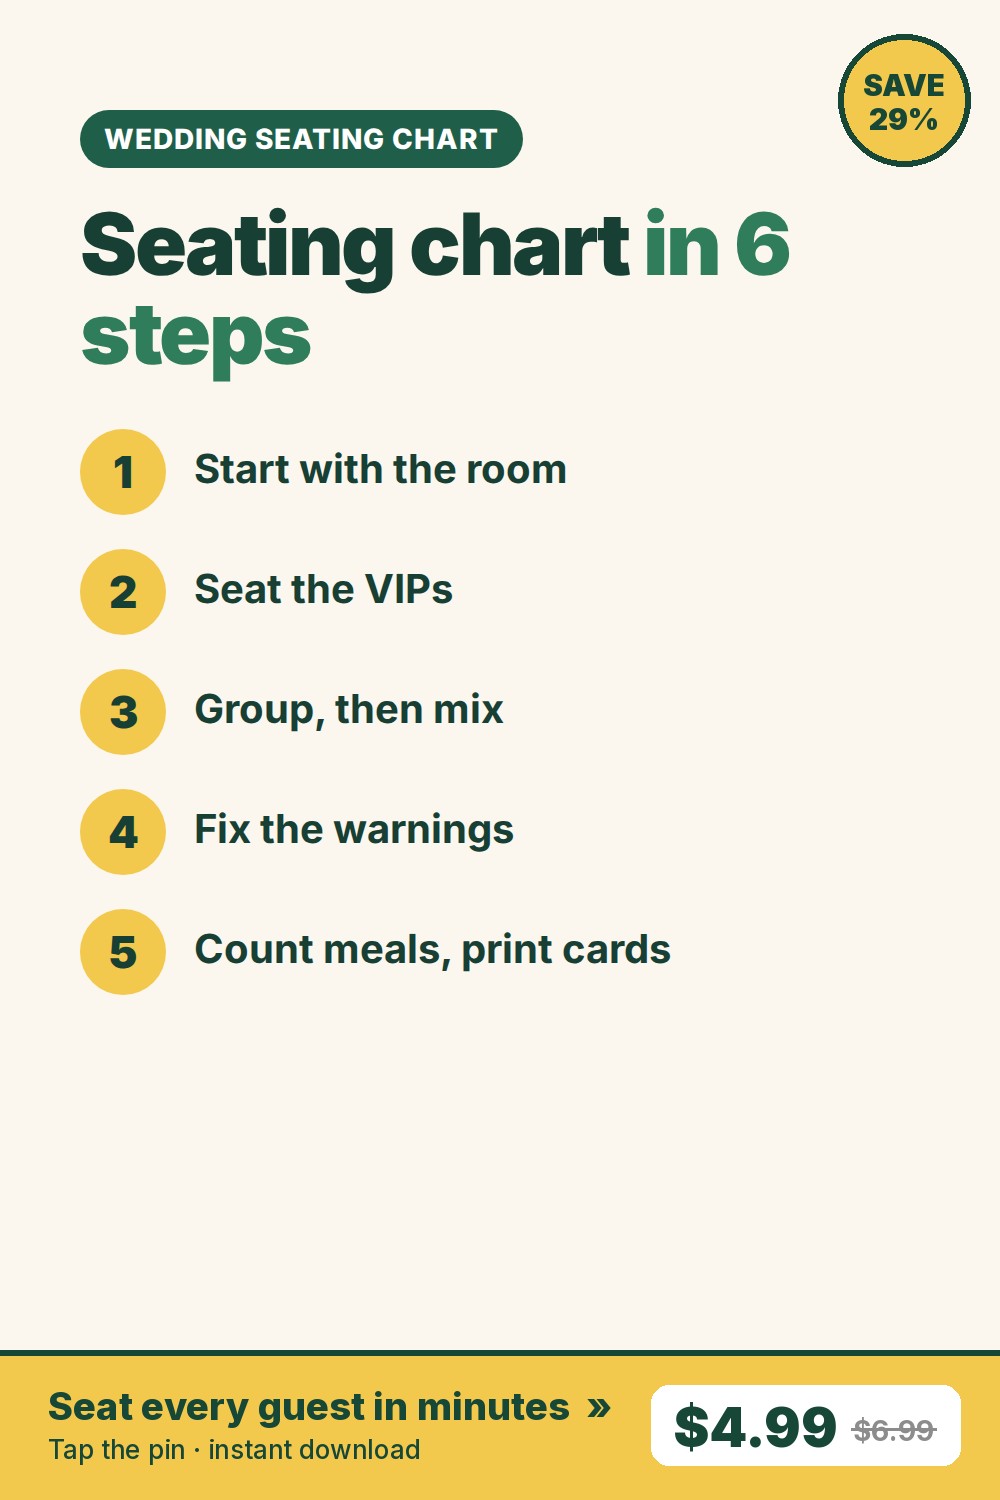 SAVE
29%
WEDDING SEATING CHART
Seating chart in 6
steps
1 Start with the room
2 Seat the VIPs
3 Group, then mix
4 Fix the warnings
5 Count meals, print cards
Seat every guest in minutes »
Tap the pin · instant download
$4.99 $6.99